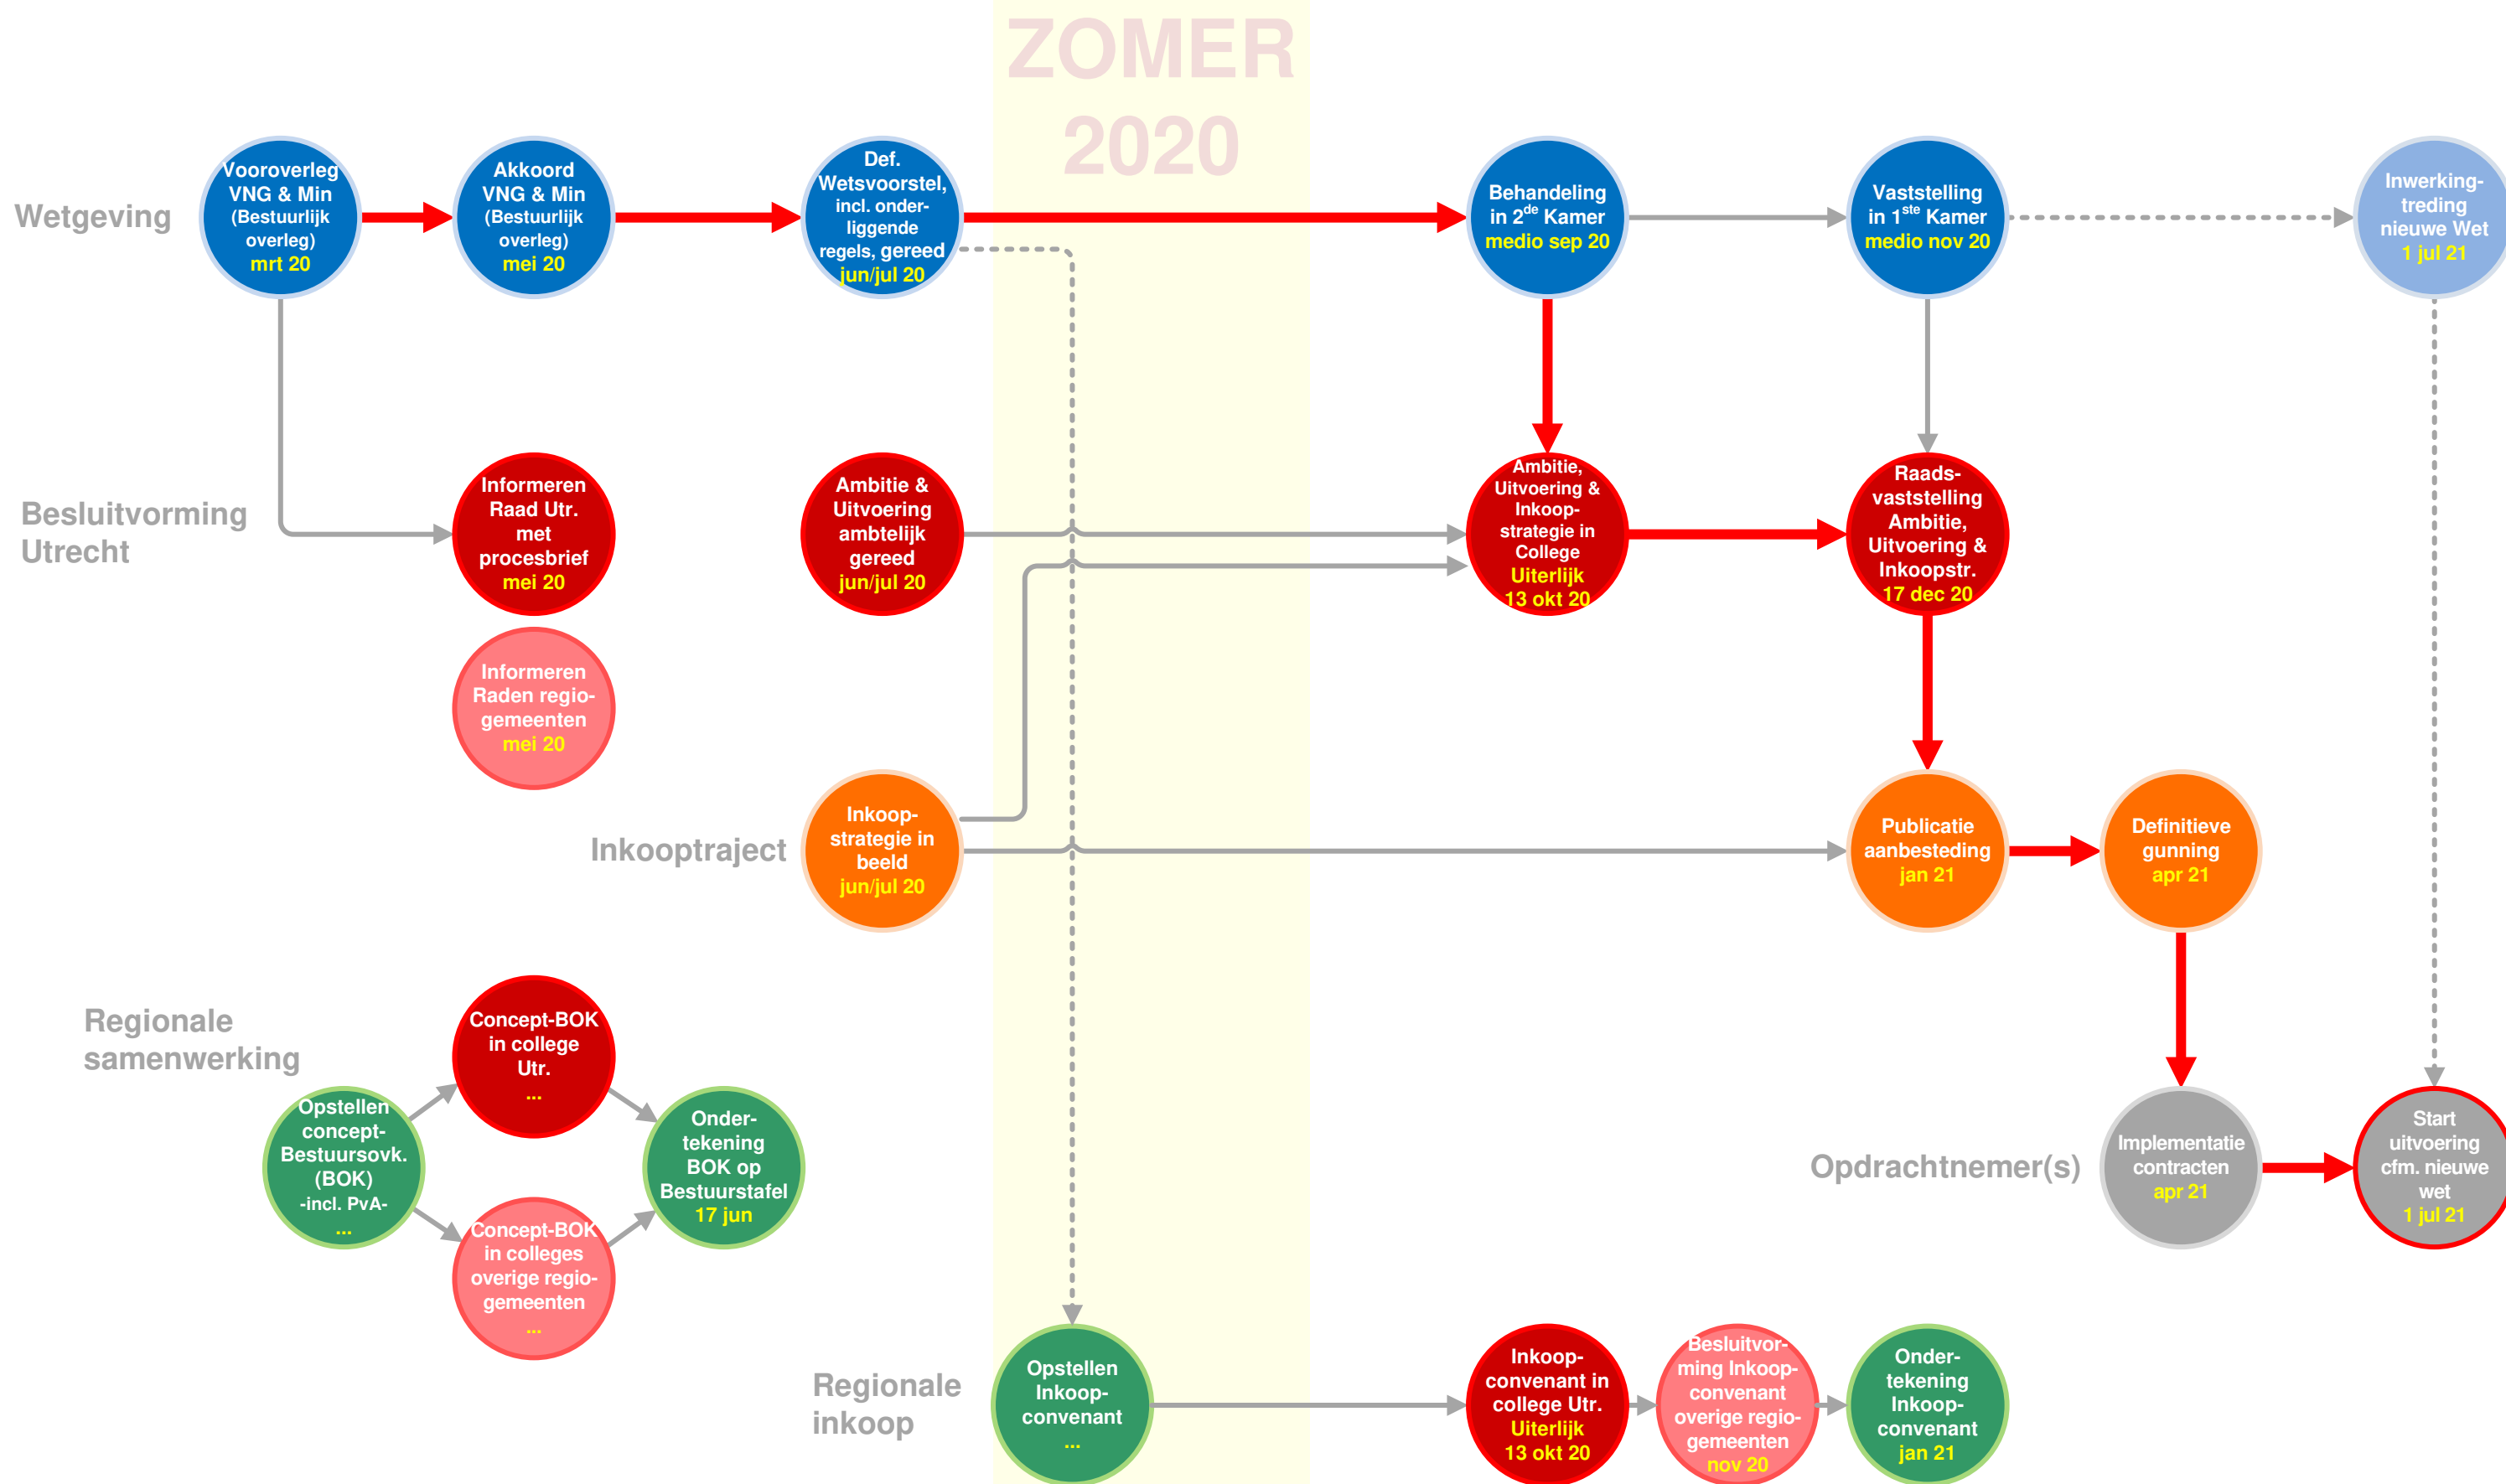 ZOMER
2020
Wetgeving
Vooroverleg
VNG & Min
(Bestuurlijk
overleg)
mrt 20
Akkoord
VNG & Min
(Bestuurlijk
overleg)
mei 20
Def.
Wetsvoorstel,
incl. onder-
liggende
regels, gereed
jun/jul 20
Behandeling
in 2de Kamer
medio sep 20
Vaststelling
in 1ste Kamer
medio nov 20
Inwerking-
treding
nieuwe Wet
1 jul 21
Besluitvorming
Utrecht
Informeren
Raad Utr.
met
procesbrief
mei 20
Ambitie &
Uitvoering
ambtelijk
gereed
jun/jul 20
Ambitie,
Uitvoering &
Inkoop-
strategie in
College
Uiterlijk
13 okt 20
Raads-
vaststelling
Ambitie,
Uitvoering &
Inkoopstr.
17 dec 20
Informeren
Raden regio-
gemeenten
mei 20
Inkooptraject
Inkoop-
strategie in
beeld
jun/jul 20
Publicatie
aanbesteding
jan 21
Definitieve
gunning
apr 21
Regionale
samenwerking
Opstellen
concept-
Bestuursovk.
(BOK)
-incl. PvA-
...
Concept-BOK
in college
Utr.
...
Concept-BOK
in colleges
overige regio-
gemeenten
...
Onder-
tekening
BOK op
Bestuurstafel
17 jun
Opdrachtnemer(s)
Implementatie
contracten
apr 21
Start
uitvoering
cfm. nieuwe
wet
1 jul 21
Regionale
inkoop
Opstellen
Inkoop-
convenant
...
Inkoop-
convenant in
college Utr.
Uiterlijk
13 okt 20
Besluitvor-
ming Inkoop-
convenant
overige regio-
gemeenten
nov 20
Onder-
tekening
Inkoop-
convenant
jan 21